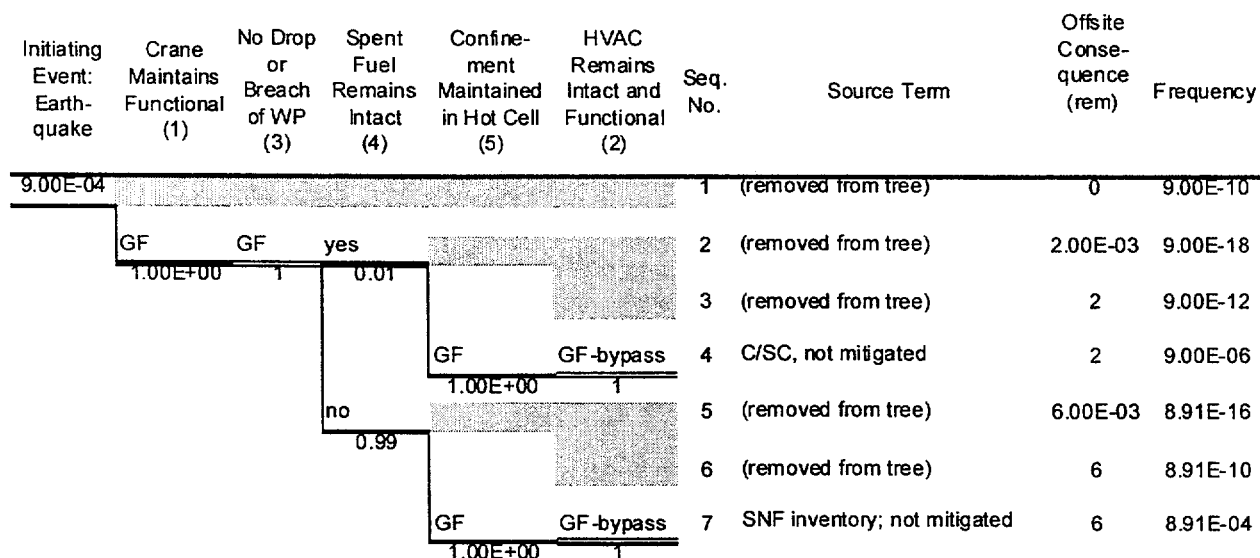 Initiating Event: Earth-quake
Crane Maintains Functional (1)
No Drop or Breach of WP (3)
Spent Fuel Remains Intact (4)
Confine-ment Maintained in Hot Cell (5)
HVAC Remains Intact and Functional (2)
Seq. No.
Source Term
Offsite Conse-quence (rem)
Frequency
9.00E-04
1 (removed from tree) 0 9.00E-10
GF GF yes
2 (removed from tree) 2.00E-03 9.00E-18
1.00E+00 1 0.01
3 (removed from tree) 2 9.00E-12
GF GF-bypass 4 C/SC, not mitigated 2 9.00E-06
1.00E+00 1
no
5 (removed from tree) 6.00E-03 8.91E-16
0.99
6 (removed from tree) 6 8.91E-10
GF GF-bypass 7 SNF inventory; not mitigated 6 8.91E-04
1.00E+00 1